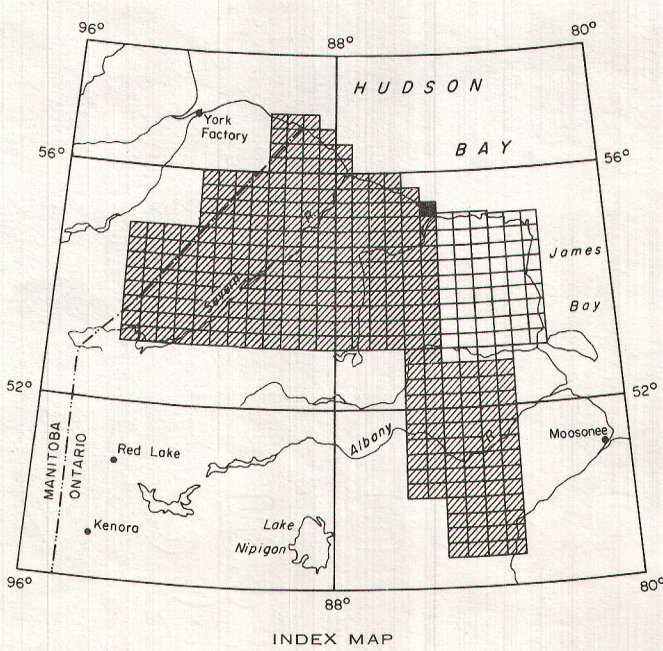 96°
88°
80°
HUDSON
BAY
York
Factory
56°
56°
James
Bay
Severn
R.
52°
52°
MANITOBA
ONTARIO
Red Lake
Albany
R.
Moosonee
Kenora
Lake
Nipigon
96°
88°
80°
INDEX MAP